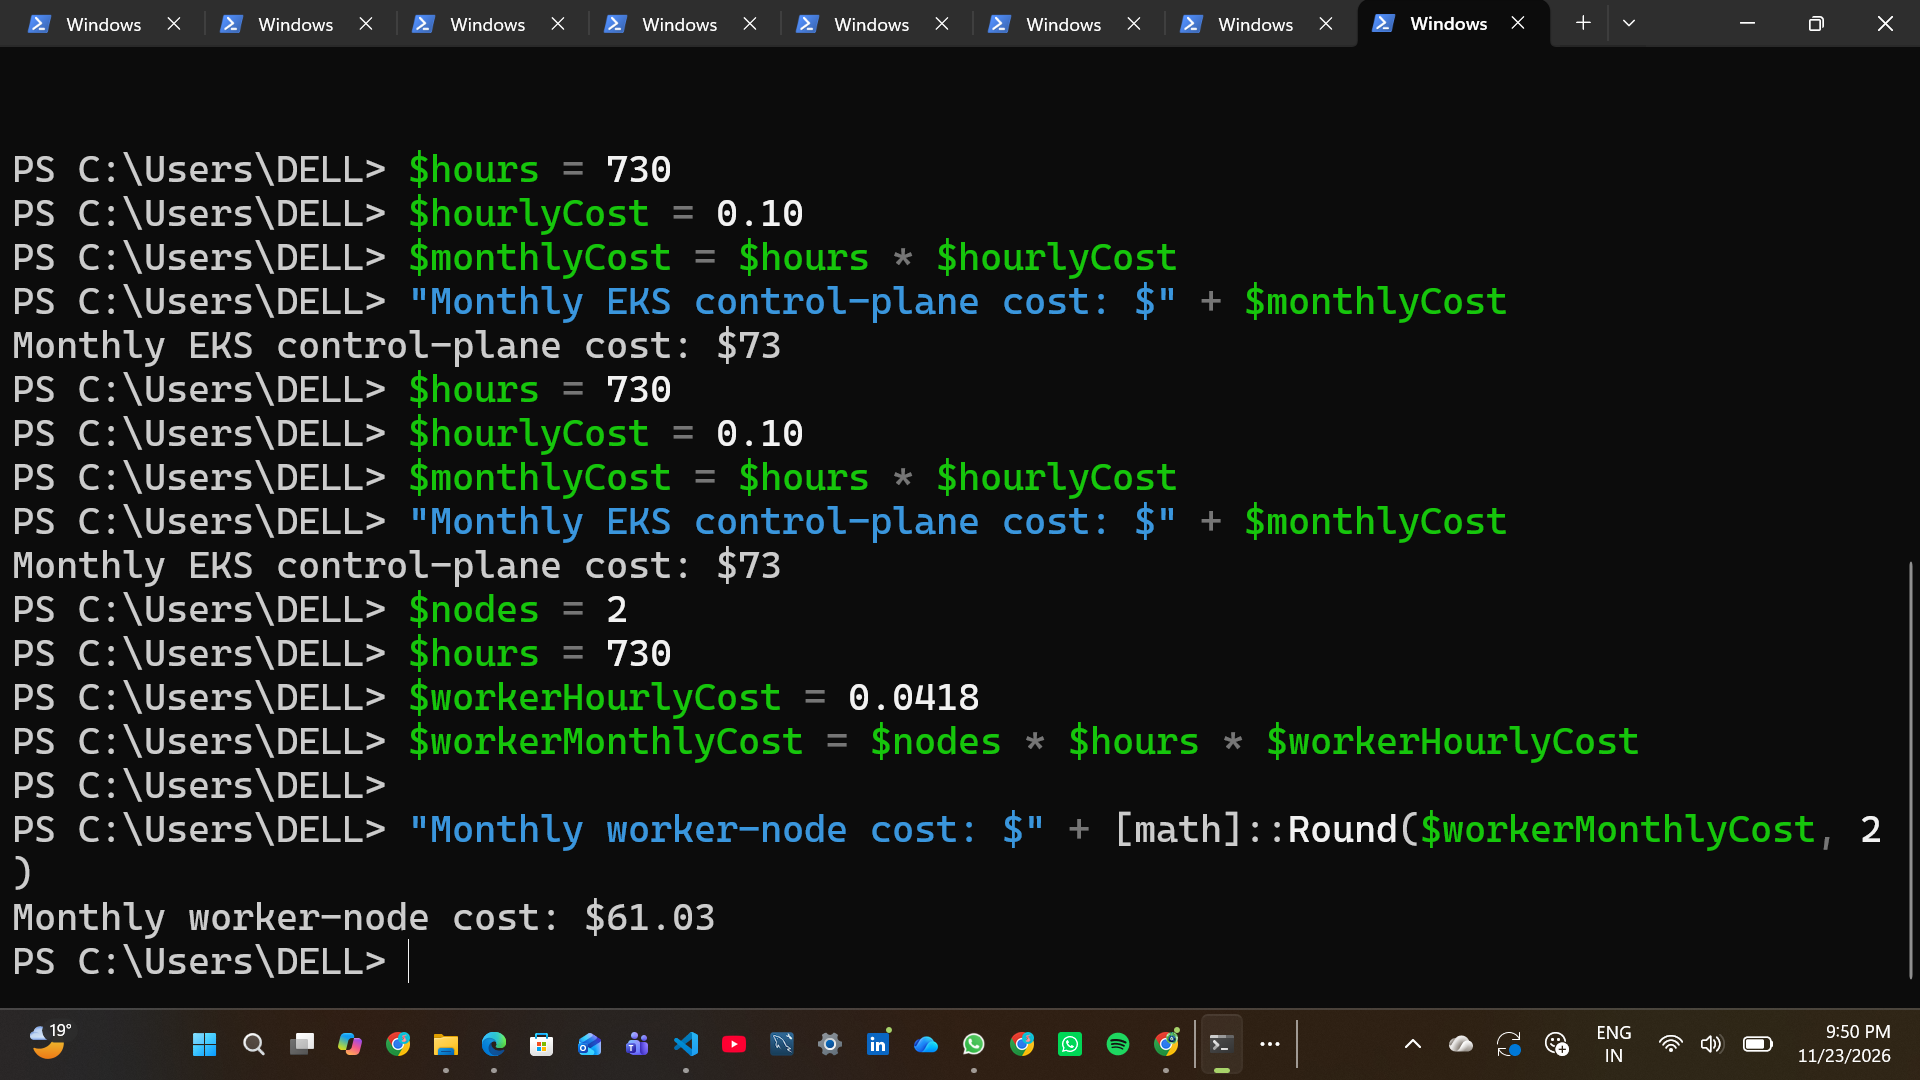 Windows Windows Windows Windows Windows Windows Windows Windows
PS C:\Users\DELL> $hours = 730
PS C:\Users\DELL> $hourlyCost = 0.10
PS C:\Users\DELL> $monthlyCost = $hours * $hourlyCost
PS C:\Users\DELL> "Monthly EKS control-plane cost: $" + $monthlyCost
Monthly EKS control-plane cost: $73
PS C:\Users\DELL> $hours = 730
PS C:\Users\DELL> $hourlyCost = 0.10
PS C:\Users\DELL> $monthlyCost = $hours * $hourlyCost
PS C:\Users\DELL> "Monthly EKS control-plane cost: $" + $monthlyCost
Monthly EKS control-plane cost: $73
PS C:\Users\DELL> $nodes = 2
PS C:\Users\DELL> $hours = 730
PS C:\Users\DELL> $workerHourlyCost = 0.0418
PS C:\Users\DELL> $workerMonthlyCost = $nodes * $hours * $workerHourlyCost
PS C:\Users\DELL>
PS C:\Users\DELL> "Monthly worker-node cost: $" + [math]::Round($workerMonthlyCost, 2
)
Monthly worker-node cost: $61.03
PS C:\Users\DELL>
19°
ENG
IN
9:50 PM
11/23/2026